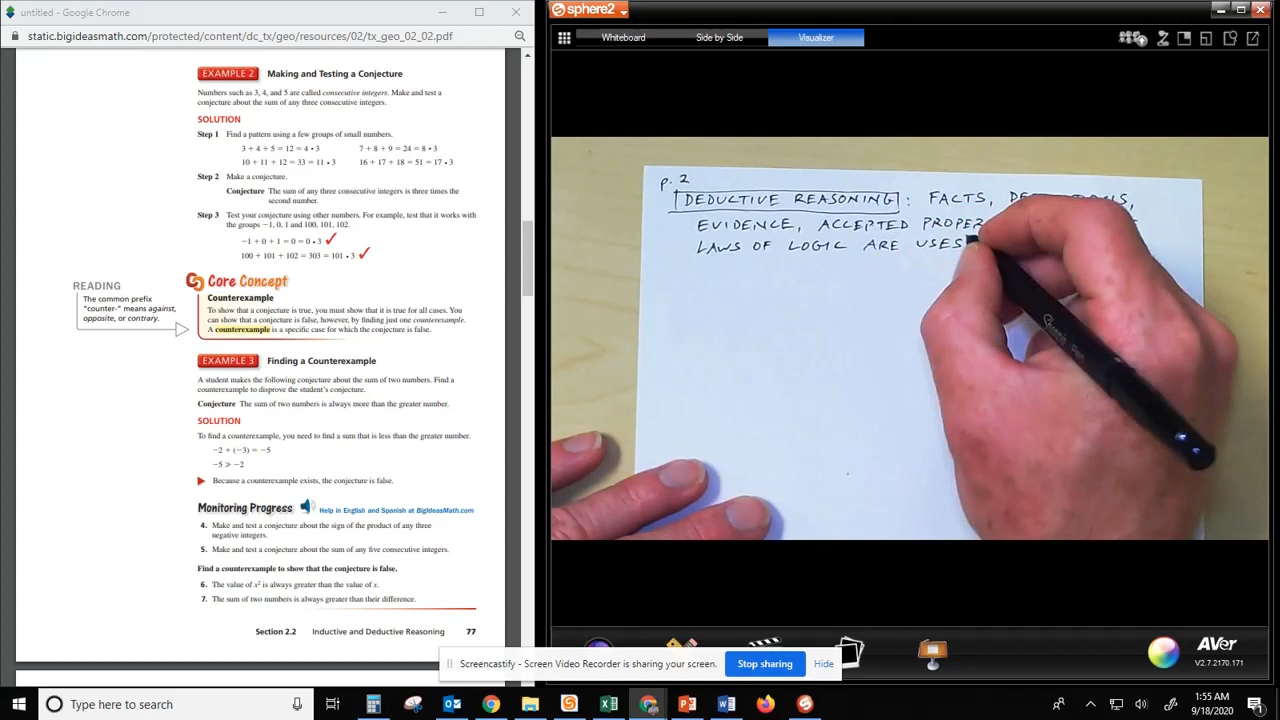 untitled - Google Chrome
static.bigideasmath.com/protected/content/dc_tx/geo/resources/02/tx_geo_02_02.pdf
EXAMPLE 2 Making and Testing a Conjecture
Numbers such as 3, 4, and 5 are called consecutive integers. Make and test a
conjecture about the sum of any three consecutive integers.
SOLUTION
Step 1 Find a pattern using a few groups of small numbers.
3 + 4 + 5 = 12 = 4 • 3 7 + 8 + 9 = 24 = 8 • 3
10 + 11 + 12 = 33 = 11 • 3 16 + 17 + 18 = 51 = 17 • 3
Step 2 Make a conjecture.
Conjecture The sum of any three consecutive integers is three times the
second number.
Step 3 Test your conjecture using other numbers. For example, test that it works with
the groups −1, 0, 1 and 100, 101, 102.
−1 + 0 + 1 = 0 = 0 • 3 ✓
100 + 101 + 102 = 303 = 101 • 3 ✓
READING
The common prefix
"counter-" means against,
opposite, or contrary.
Core Concept
Counterexample
To show that a conjecture is true, you must show that it is true for all cases. You
can show that a conjecture is false, however, by finding just one counterexample.
A counterexample is a specific case for which the conjecture is false.
EXAMPLE 3 Finding a Counterexample
A student makes the following conjecture about the sum of two numbers. Find a
counterexample to disprove the student's conjecture.
Conjecture The sum of two numbers is always more than the greater number.
SOLUTION
To find a counterexample, you need to find a sum that is less than the greater number.
−2 + (−3) = −5
−5 ≯ −2
Because a counterexample exists, the conjecture is false.
Monitoring Progress Help in English and Spanish at BigIdeasMath.com
4. Make and test a conjecture about the sign of the product of any three
negative integers.
5. Make and test a conjecture about the sum of any five consecutive integers.
Find a counterexample to show that the conjecture is false.
6. The value of x² is always greater than the value of x.
7. The sum of two numbers is always greater than their difference.
Section 2.2 Inductive and Deductive Reasoning 77
sphere2
Whiteboard Side by Side Visualizer
p. 2
DEDUCTIVE REASONING : FACTS,
EVIDENCE, ACCEPTED
LAWS OF LOGIC ARE USES
AVer
V2.7.2170.171
Screencastify - Screen Video Recorder is sharing your screen. Stop sharing Hide
Type here to search
1:55 AM
9/18/2020